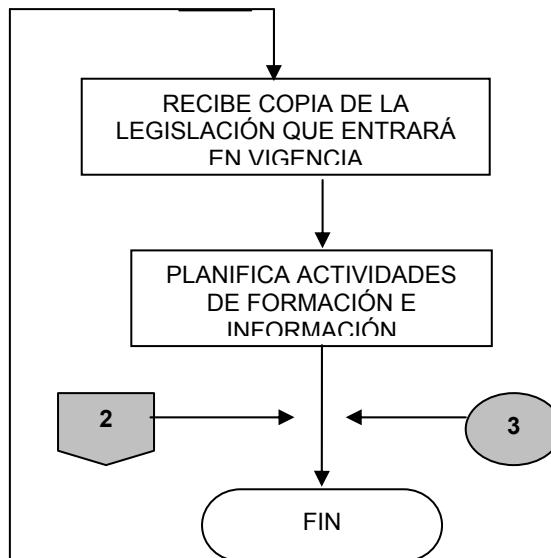 RECIBE COPIA DE LA
LEGISLACIÓN QUE ENTRARÁ
EN VIGENCIA
PLANIFICA ACTIVIDADES
DE FORMACIÓN E
INFORMACIÓN
2
3
FIN